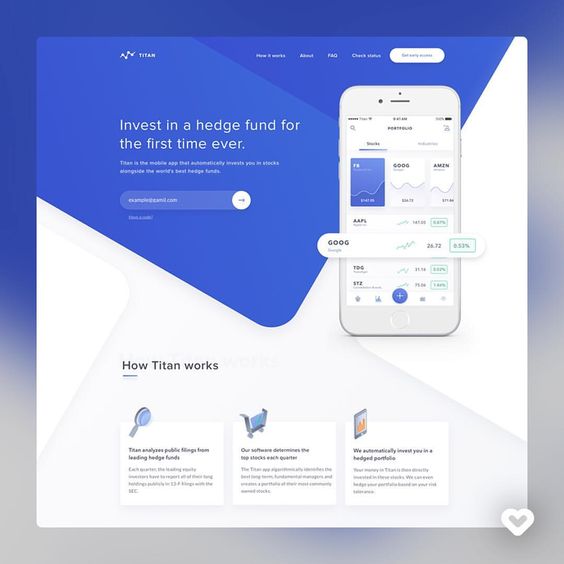 TITAN
How it works
About
FAQ
Check status
Get early access
Invest in a hedge fund for
the first time ever.
Titan is the mobile app that automatically invests you in stocks
alongside the world's best hedge funds.
example@gamil.com
Have a code?
Titan
9:41 AM
PORTFOLIO
Stocks
Industries
FB
$147.05
GOOG
$26.72
AMZN
$71.86
AAPL
147.05
0.87%
GOOG
Google
26.72
0.53%
TDG
31.16
0.02%
STZ
75.06
1.86%
How Titan works
Titan analyzes public filings from
leading hedge funds
Each quarter, the leading equity
investors have to report all of their long
holdings publicly in 13-F filings with the
SEC.
Our software determines the
top stocks each quarter
The Titan app algorithmically identifies the
best long-term, fundamental managers and
creates a portfolio of their most commonly
owned stocks.
We automatically invest you in a
hedged portfolio
Your money in Titan is then directly
invested in these stocks. We can even
hedge your portfolio based on your risk
tolerance.